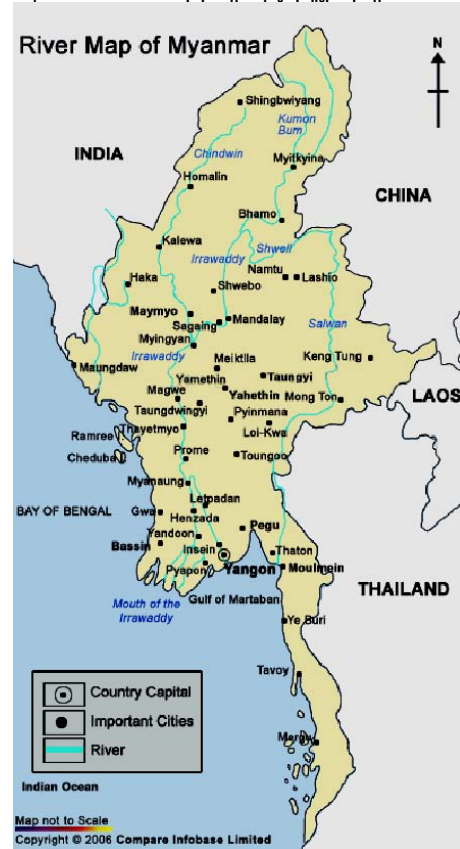 River Map of Myanmar
N
Shingbwiyang
Kumon
Bum
INDIA
Chindwin
Myitkyina
Homalin
CHINA
Bhamo
Kalewa
Shweli
Irrawaddy
Namtu
Lashio
Haka
Shwebo
Maymyo
Mandalay
Sagaing
Salwan
Myingyan
Irrawaddy
Meiktila
Keng Tung
Maungdaw
Yamethin
Taungyi
Magwe
Yahethin
Mong Ton
LAOS
Taungdwingyi
Pyinmana
Thayetmyo
Loi-Kwa
Ramree
Prome
Toungoo
Cheduba
Myanaung
Letpadan
BAY OF BENGAL
Gwa
Henzada
Yandoon
Pegu
Bassin
Insein
Thaton
Pyapon
Yangon
Moulmein
THAILAND
Mouth of the
Irrawaddy
Gulf of Martaban
Ye Buri
Tavoy
Country Capital
Important Cities
River
Indian Ocean
Map not to Scale
Copyright © 2006 Compare Infobase Limited